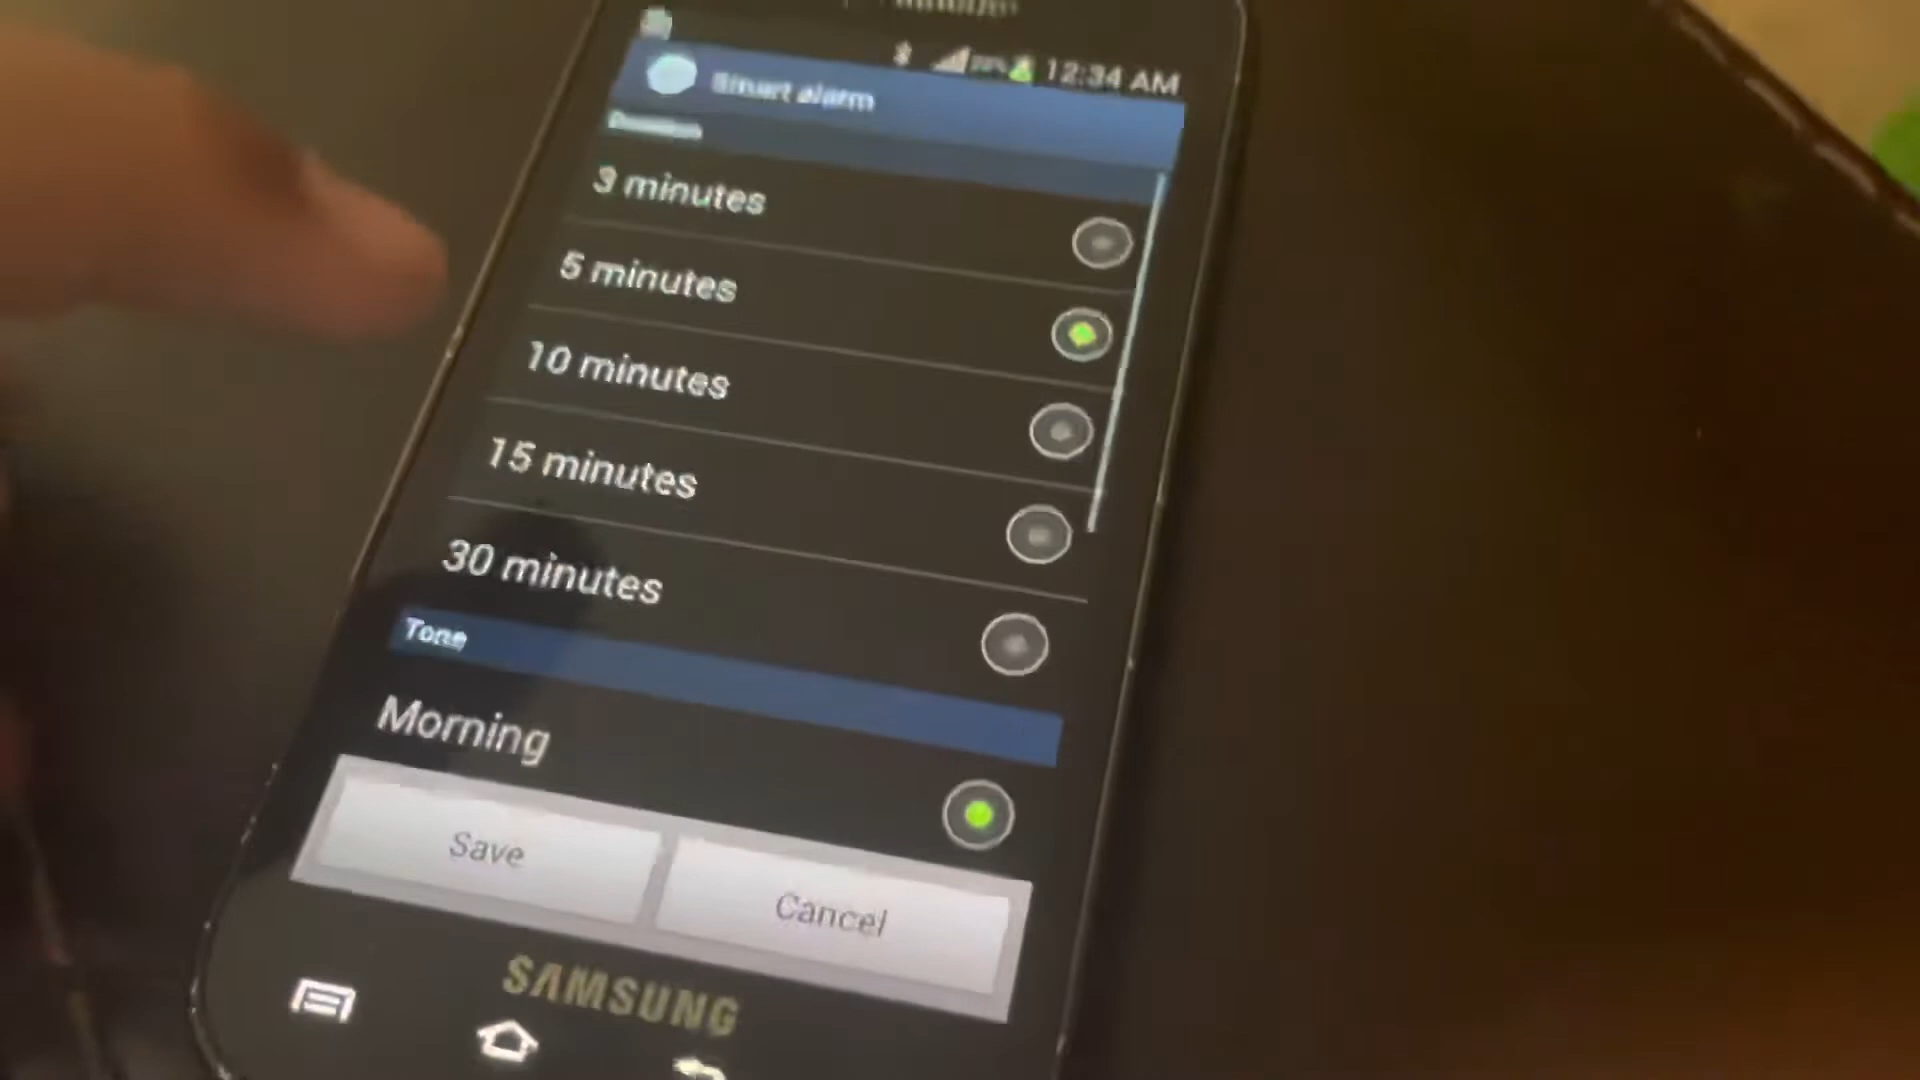 12:34 AM
Smart alarm
Duration
3 minutes
5 minutes
10 minutes
15 minutes
30 minutes
Tone
Morning
Save
Cancel
SAMSUNG